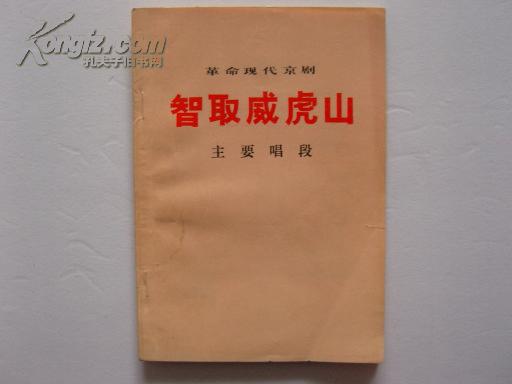 Kongfz.com
孔夫子旧书网
革命现代京剧
智取威虎山
主要唱段